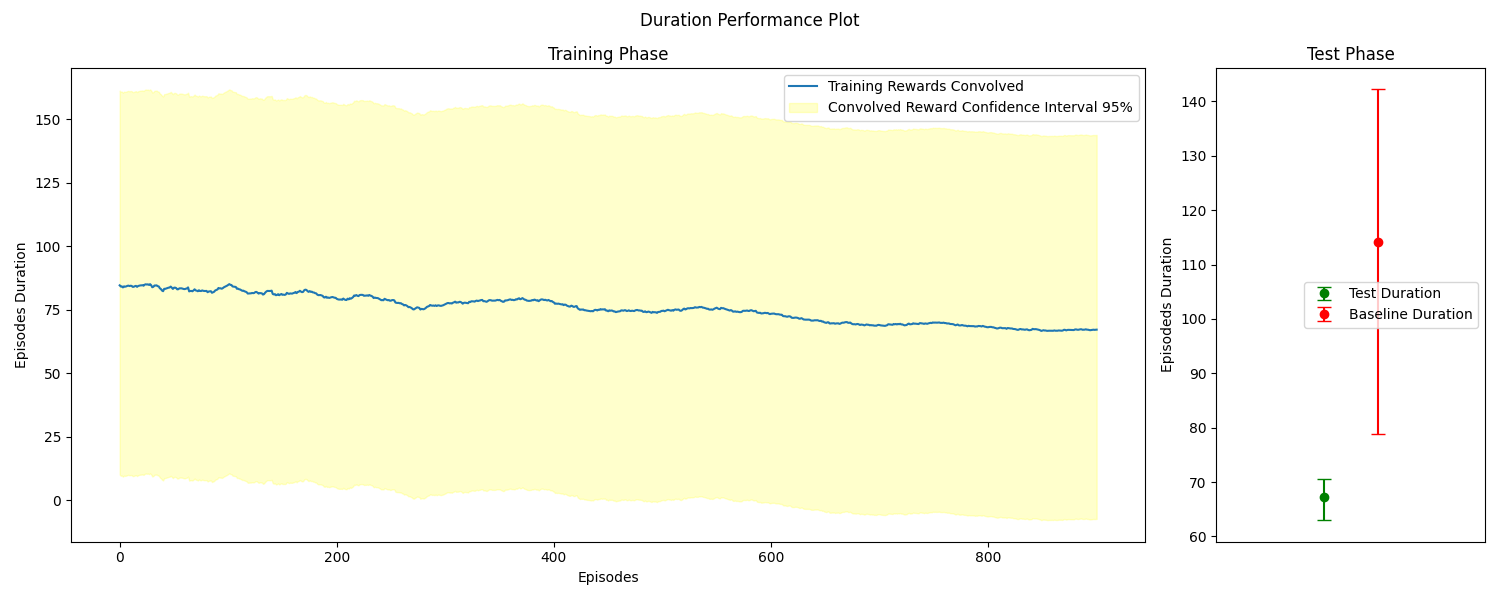 Duration Performance Plot
Training Phase
Training Rewards Convolved
Convolved Reward Confidence Interval 95%
150
125
100
75
50
25
0
Episodes Duration
0 200 400 600 800
Episodes
Test Phase
140
130
120
110
100
90
80
70
60
Episodeds Duration
Test Duration
Baseline Duration